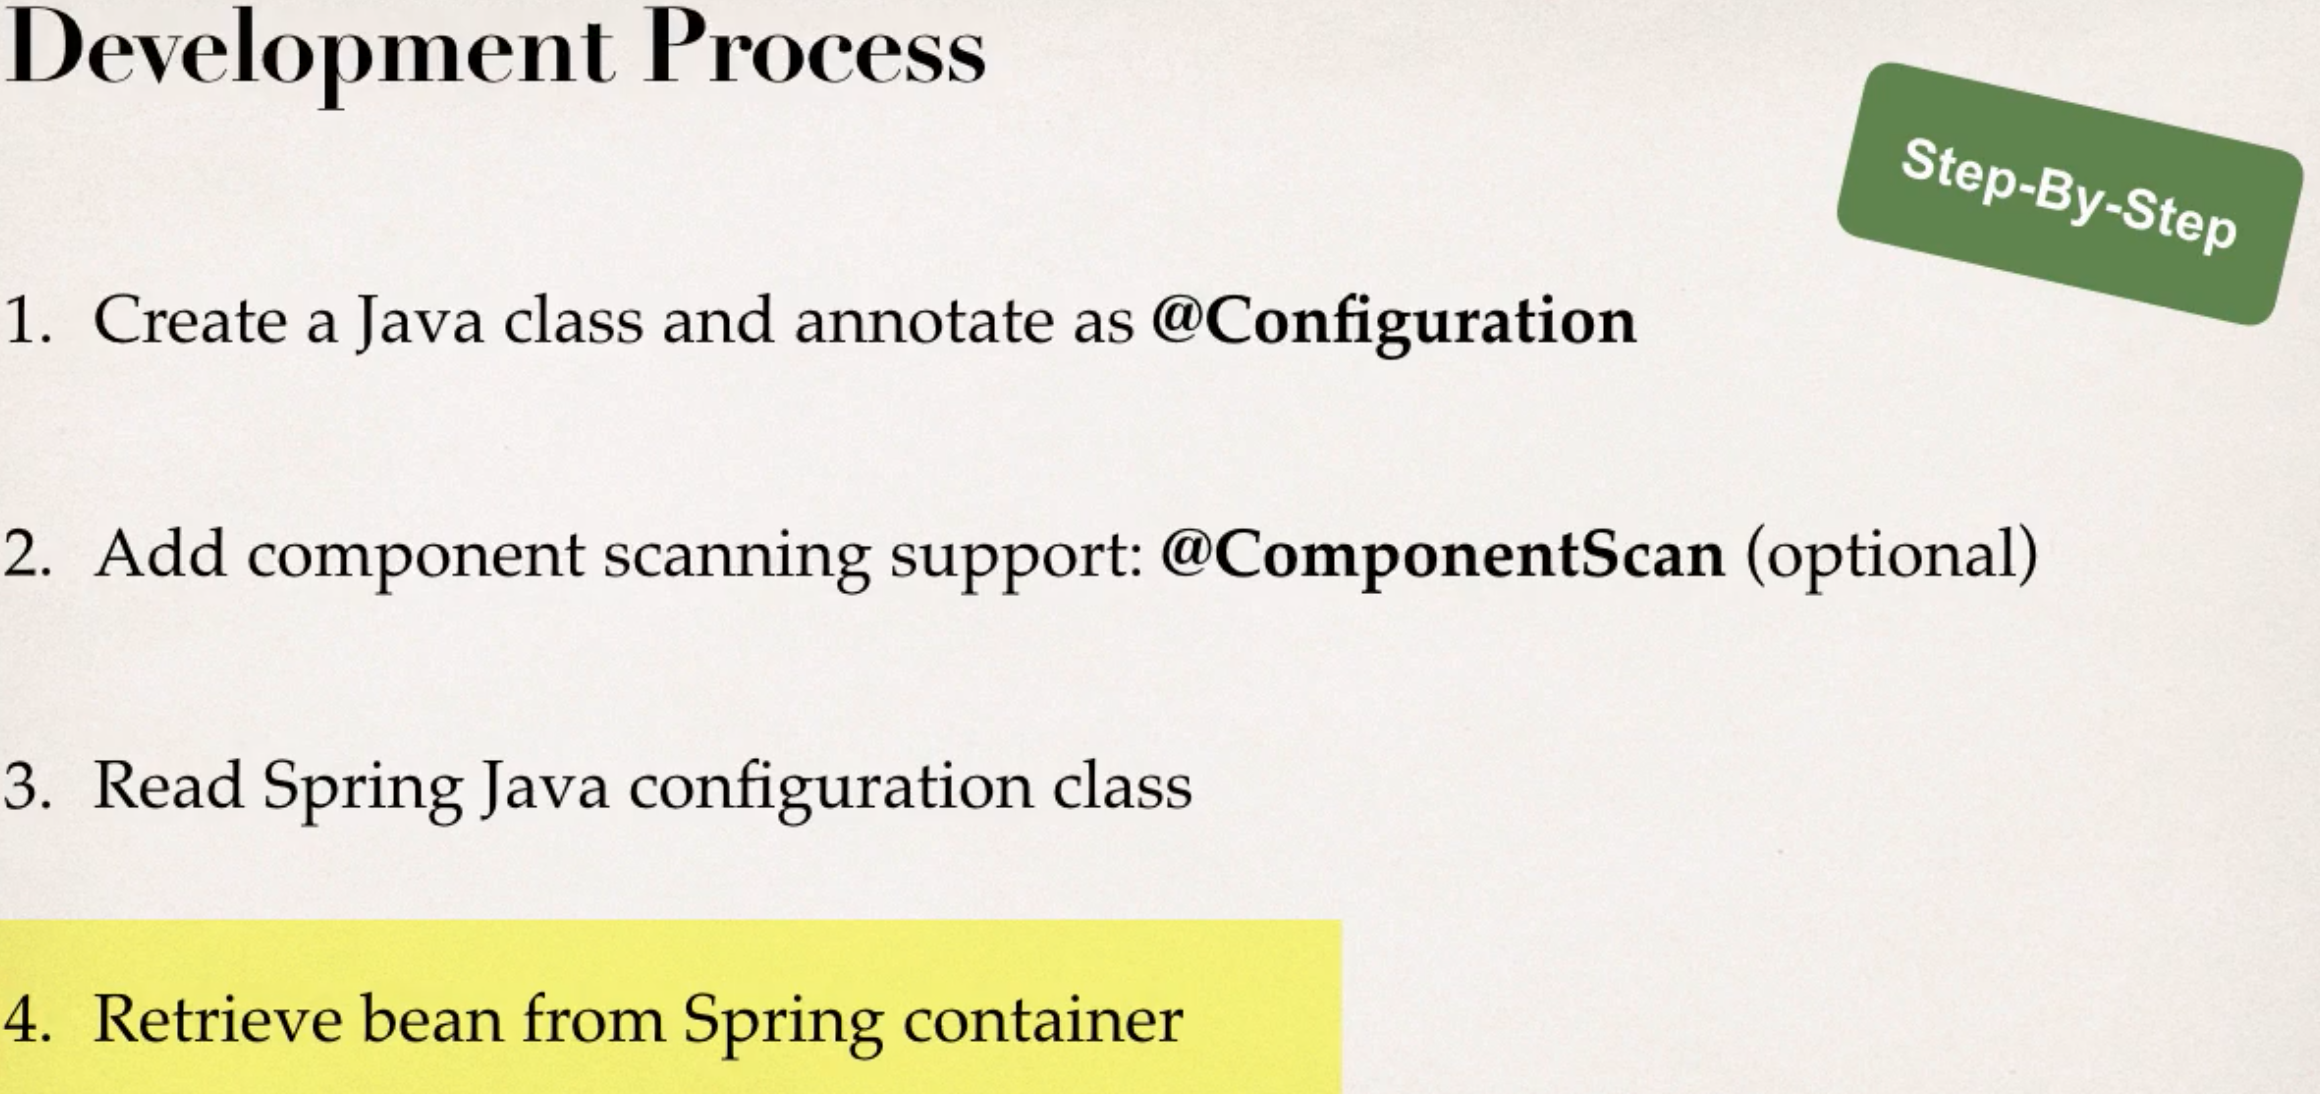 Development Process
Step-By-Step
1. Create a Java class and annotate as @Configuration
2. Add component scanning support: @ComponentScan (optional)
3. Read Spring Java configuration class
4. Retrieve bean from Spring container